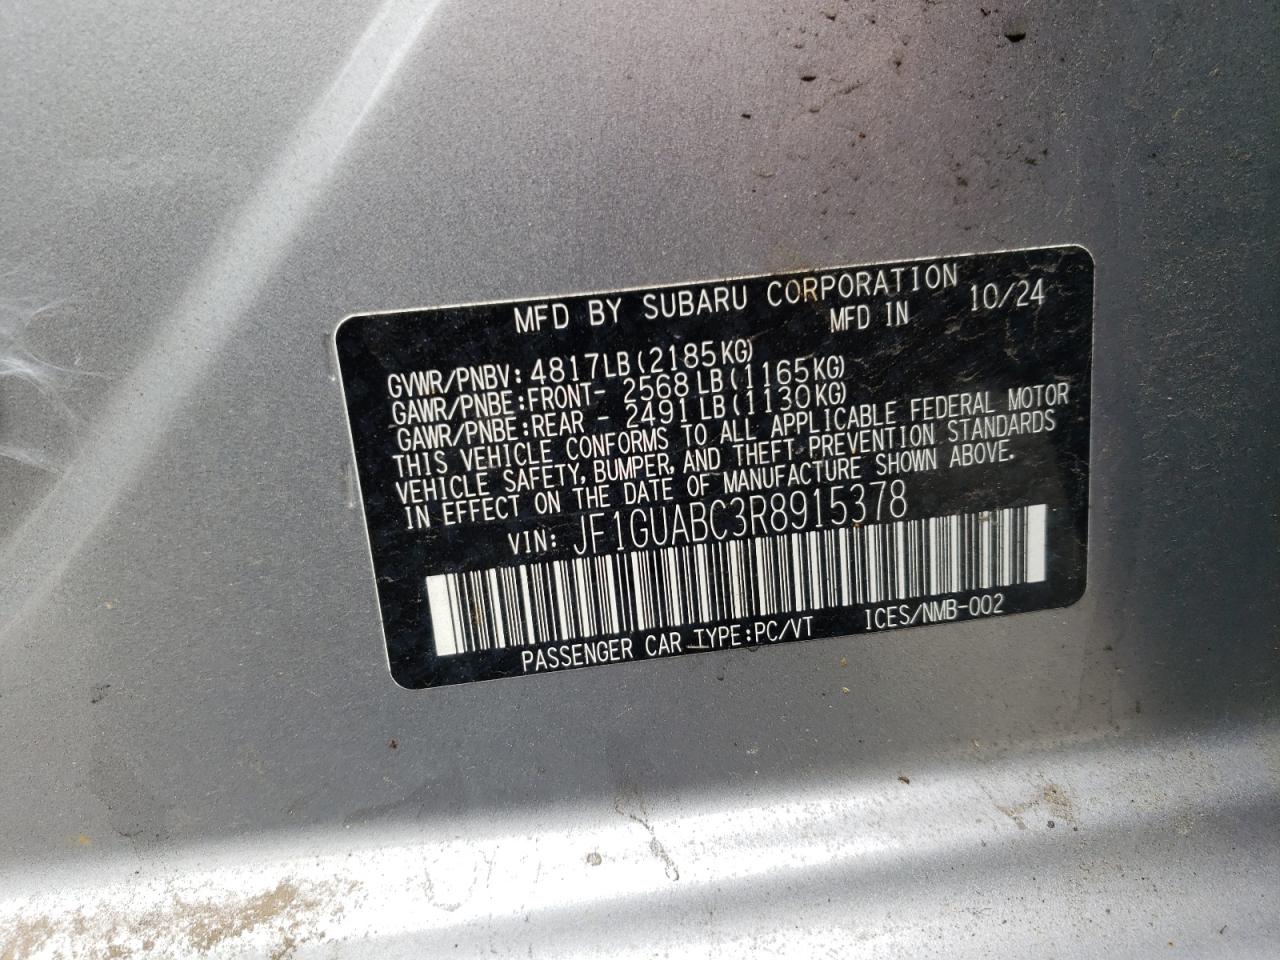 MFD BY SUBARU CORPORATION
MFD IN 10/24
GVWR/PNBV: 4817LB(2185KG)
GAWR/PNBE:FRONT- 2568LB(1165KG)
GAWR/PNBE:REAR - 2491LB(1130KG)
THIS VEHICLE CONFORMS TO ALL APPLICABLE FEDERAL MOTOR
VEHICLE SAFETY, BUMPER, AND THEFT PREVENTION STANDARDS
IN EFFECT ON THE DATE OF MANUFACTURE SHOWN ABOVE.
VIN: JF1GUABC3R8915378
PASSENGER CAR TYPE:PC/VT ICES/NMB-002